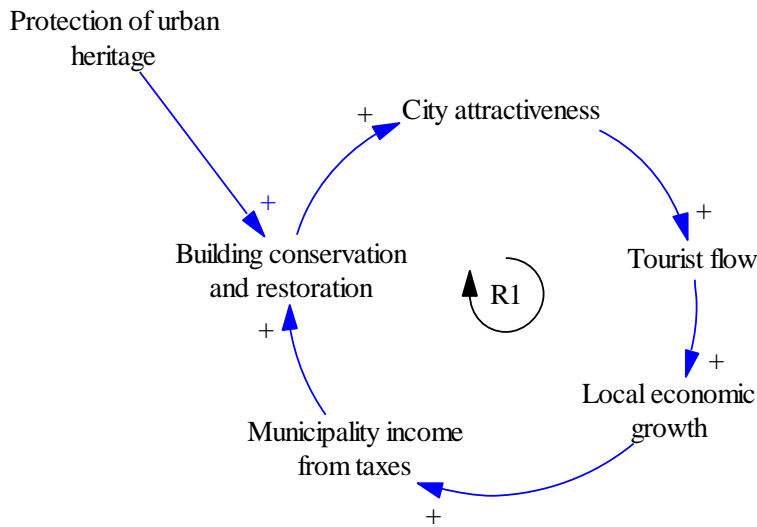 Protection of urban
heritage
+
City attractiveness
+
+
Building conservation
and restoration
Tourist flow
R1
+
+
Local economic
growth
Municipality income
from taxes
+